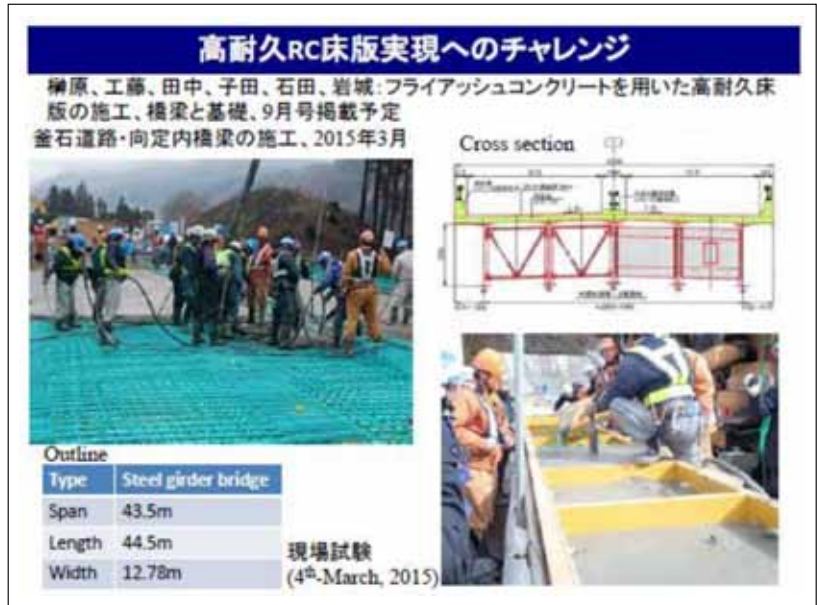 高耐久RC床版実現へのチャレンジ
榊原、工藤、田中、子田、石田、岩城：フライアッシュコンクリートを用いた高耐久床
版の施工、橋梁と基礎、9月号掲載予定
釜石道路・向定内橋梁の施工、2015年3月
Cross section
Outline
Type Steel girder bridge
Span 43.5m
Length 44.5m
Width 12.78m
現場試験
(4th-March, 2015)